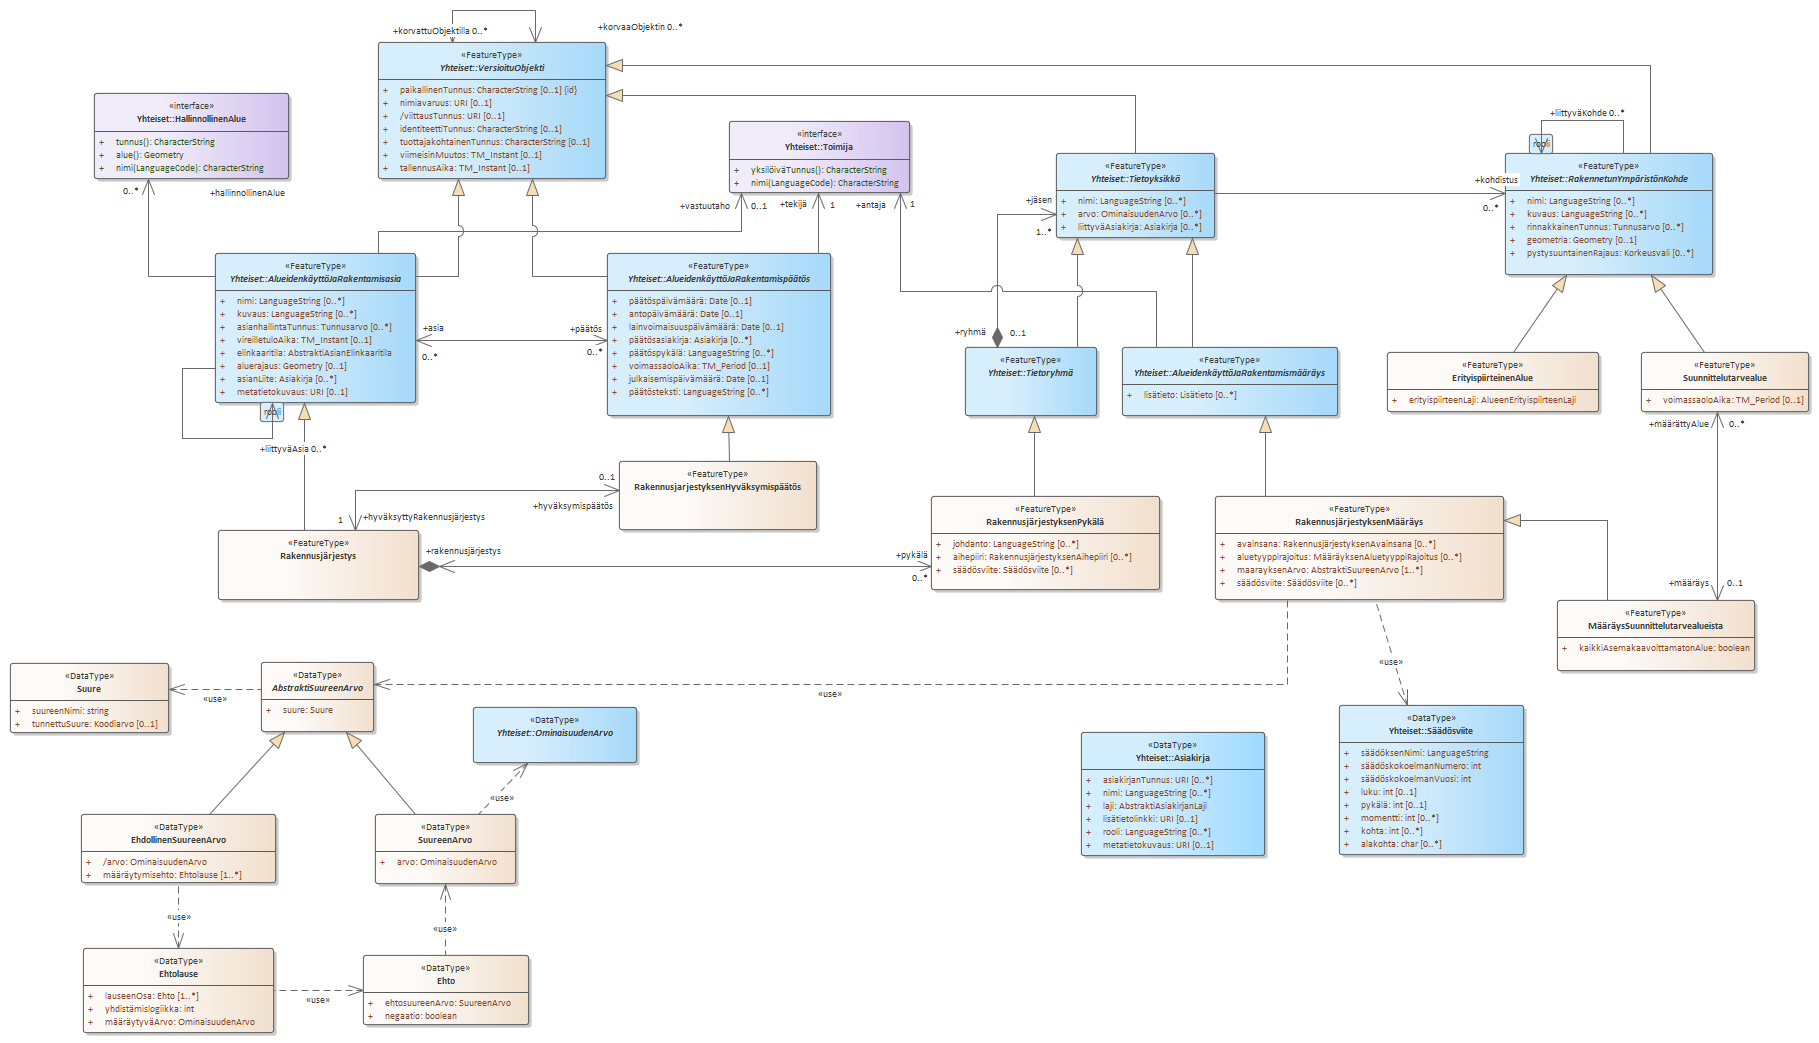 +korvattuObjektilla 0..*
+korvaaObjektin 0..*
«FeatureType»
Yhteiset::VersioituObjekti
+ paikallinenTunnus: CharacterString [0..1] {id}
+ nimiavaruus: URI [0..1]
+ /viittausTunnus: URI [0..1]
+ identiteettiTunnus: CharacterString [0..1]
+ tuottajakohtainenTunnus: CharacterString [0..1]
+ viimeisinMuutos: TM_Instant [0..1]
+ tallennusAika: TM_Instant [0..1]
«interface»
Yhteiset::HallinnollinenAlue
+ tunnus(): CharacterString
+ alue(): Geometry
+ nimi(LanguageCode): CharacterString
0..*
+hallinnollinenAlue
«interface»
Yhteiset::Toimija
+ yksilöiväTunnus(): CharacterString
+ nimi(LanguageCode): CharacterString
+vastuutaho
0..1
+tekijä
1
+antaja
1
«FeatureType»
Yhteiset::Tietoyksikkö
+ nimi: LanguageString [0..*]
+ arvo: OminaisuudenArvo [0..*]
+ liittyväAsiakirja: Asiakirja [0..*]
+jäsen
1..*
+liittyväKohde 0..*
rooli
«FeatureType»
Yhteiset::RakennetunYmpäristönKohde
+ nimi: LanguageString [0..*]
+ kuvaus: LanguageString [0..*]
+ rinnakkainenTunnus: Tunnusarvo [0..*]
+ geometria: Geometry [0..1]
+ pystysuuntainenRajaus: Korkeusvali [0..*]
+kohdistus
0..*
«FeatureType»
Yhteiset::AlueidenkäyttöJaRakentamisasia
+ nimi: LanguageString [0..*]
+ kuvaus: LanguageString [0..*]
+ asianhallintaTunnus: Tunnusarvo [0..*]
+ vireilletuloAika: TM_Instant [0..1]
+ elinkaaritila: AbstraktiAsianElinkaaritila
+ aluerajaus: Geometry [0..1]
+ asianLiite: Asiakirja [0..*]
+ metatietokuvaus: URI [0..1]
rooli
+liittyväAsia 0..*
+asia
0..*
+päätös
0..*
«FeatureType»
Yhteiset::AlueidenkäyttöJaRakentamispäätös
+ päätöspäivämäärä: Date [0..1]
+ antopäivämäärä: Date [0..1]
+ lainvoimaisuuspäivämäärä: Date [0..1]
+ päätösasiakirja: Asiakirja [0..*]
+ päätöspykälä: LanguageString [0..*]
+ voimassaoloAika: TM_Period [0..1]
+ julkaisemispäivämäärä: Date [0..1]
+ päätösteksti: LanguageString [0..*]
+ryhmä
0..1
«FeatureType»
Yhteiset::Tietoryhmä
«FeatureType»
Yhteiset::AlueidenkäyttöJaRakentamismääräys
+ lisätieto: Lisätieto [0..*]
«FeatureType»
ErityispiirteinenAlue
+ erityispiirteenLaji: AlueenErityispiirteenLaji
«FeatureType»
Suunnittelutarvealue
+ voimassaoloAika: TM_Period [0..1]
+määrättyAlue
0..*
«FeatureType»
RakennusjarjestyksenHyväksymispäätös
0..1
+hyväksymispäätös
1
+hyväksyttyRakennusjärjestys
«FeatureType»
Rakennusjärjestys
+rakennusjärjestys
+pykälä
0..*
«FeatureType»
RakennusjärjestyksenPykälä
+ johdanto: LanguageString [0..*]
+ aihepiiri: RakennusjärjestyksenAihepiiri [0..*]
+ säädösviite: Säädösviite [0..*]
«FeatureType»
RakennusjärjestyksenMääräys
+ avainsana: RakennusjärjestyksenAvainsana [0..*]
+ aluetyyppirajoitus: MääräyksenAluetyyppiRajoitus [0..*]
+ maarayksenArvo: AbstraktiSuureenArvo [1..*]
+ säädösviite: Säädösviite [0..*]
+määräys
0..1
«FeatureType»
MääräysSuunnittelutarvealueista
+ kaikkiAsemakaavoittamatonAlue: boolean
«DataType»
Suure
+ suureenNimi: string
+ tunnettuSuure: Koodiarvo [0..1]
«use»
«DataType»
AbstraktiSuureenArvo
+ suure: Suure
«use»
«use»
«DataType»
Yhteiset::OminaisuudenArvo
«use»
«DataType»
Yhteiset::Asiakirja
+ asiakirjanTunnus: URI [0..*]
+ nimi: LanguageString [0..*]
+ laji: AbstraktiAsiakirjanLaji
+ lisätietolinkki: URI [0..1]
+ rooli: LanguageString [0..*]
+ metatietokuvaus: URI [0..1]
«DataType»
Yhteiset::Säädösviite
+ säädöksenNimi: LanguageString
+ säädöskokoelmanNumero: int
+ säädöskokoelmanVuosi: int
+ luku: int [0..1]
+ pykälä: int [0..1]
+ momentti: int [0..*]
+ kohta: int [0..*]
+ alakohta: char [0..*]
«DataType»
EhdollinenSuureenArvo
+ /arvo: OminaisuudenArvo
+ määräytymisehto: Ehtolause [1..*]
«DataType»
SuureenArvo
+ arvo: OminaisuudenArvo
«use»
«use»
«DataType»
Ehtolause
+ lauseenOsa: Ehto [1..*]
+ yhdistämislogiikka: int
+ määräytyväArvo: OminaisuudenArvo
«use»
«DataType»
Ehto
+ ehtosuureenArvo: SuureenArvo
+ negaatio: boolean